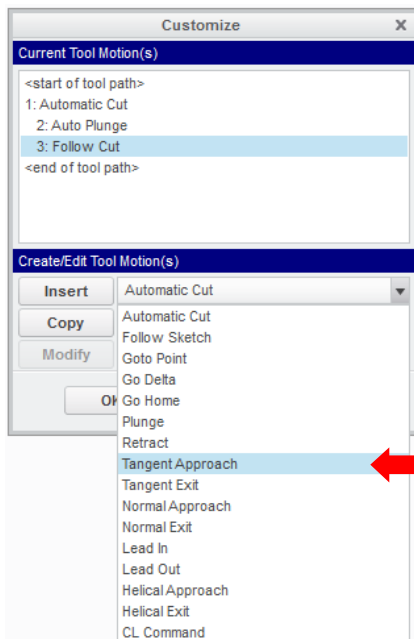 Customize X
Current Tool Motion(s)
<start of tool path>
1: Automatic Cut
2: Auto Plunge
3: Follow Cut
<end of tool path>
Create/Edit Tool Motion(s)
Insert Automatic Cut
Copy
Modify
OK
Automatic Cut
Follow Sketch
Goto Point
Go Delta
Go Home
Plunge
Retract
Tangent Approach
Tangent Exit
Normal Approach
Normal Exit
Lead In
Lead Out
Helical Approach
Helical Exit
CL Command